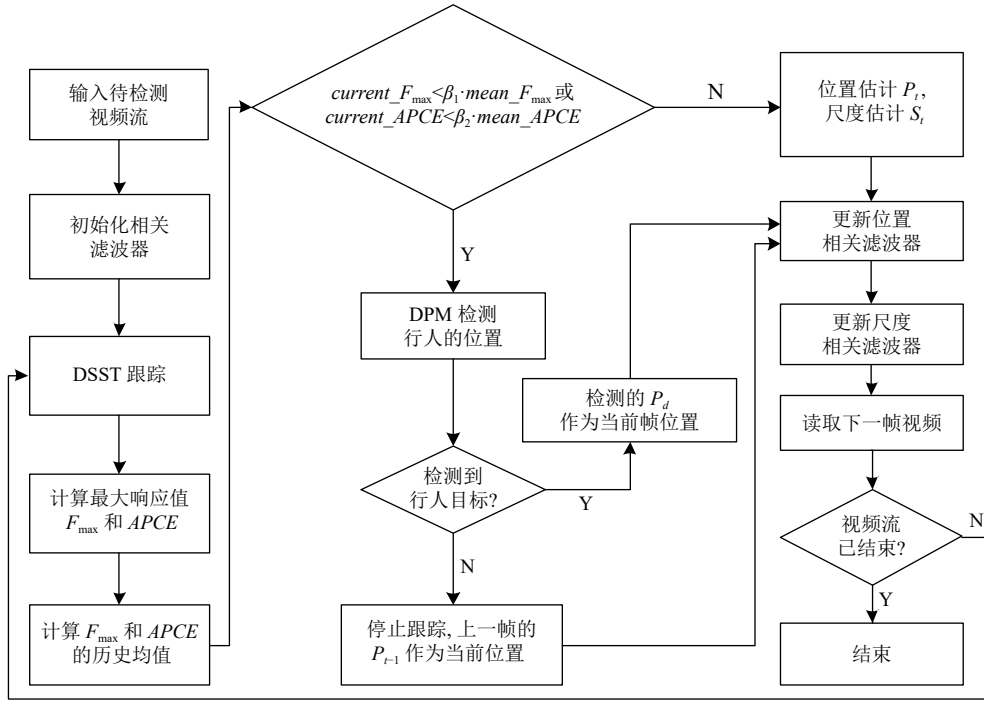 输入待检测
视频流
初始化相关
滤波器
DSST 跟踪
计算最大响应值
F_max 和 APCE
计算 F_max 和 APCE
的历史均值
current_F_max<β₁·mean_F_max 或
current_APCE<β₂·mean_APCE
N
Y
DPM 检测
行人的位置
检测到
行人目标?
Y
N
检测的 P_d
作为当前帧位置
停止跟踪, 上一帧的
P_t−1 作为当前位置
位置估计 P_t,
尺度估计 S_t
更新位置
相关滤波器
更新尺度
相关滤波器
读取下一帧视频
视频流
已结束?
N
Y
结束